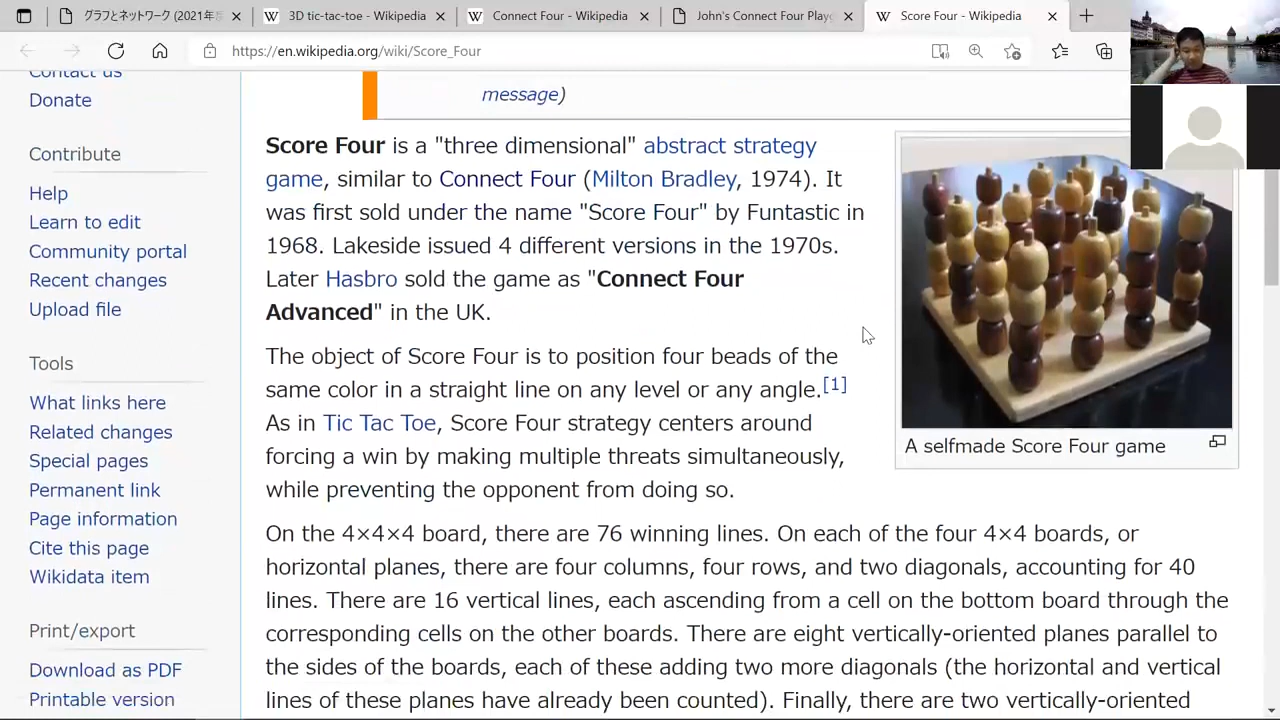 グラフとネットワーク (2021年
3D tic-tac-toe - Wikipedia
Connect Four - Wikipedia
John's Connect Four Playg
Score Four - Wikipedia
https://en.wikipedia.org/wiki/Score_Four
Contact us
Donate
Contribute
Help
Learn to edit
Community portal
Recent changes
Upload file
Tools
What links here
Related changes
Special pages
Permanent link
Page information
Cite this page
Wikidata item
Print/export
Download as PDF
Printable version
message)
Score Four is a "three dimensional" abstract strategy
game, similar to Connect Four (Milton Bradley, 1974). It
was first sold under the name "Score Four" by Funtastic in
1968. Lakeside issued 4 different versions in the 1970s.
Later Hasbro sold the game as "Connect Four
Advanced" in the UK.
The object of Score Four is to position four beads of the
same color in a straight line on any level or any angle.[1]
As in Tic Tac Toe, Score Four strategy centers around
forcing a win by making multiple threats simultaneously,
while preventing the opponent from doing so.
A selfmade Score Four game
On the 4×4×4 board, there are 76 winning lines. On each of the four 4×4 boards, or
horizontal planes, there are four columns, four rows, and two diagonals, accounting for 40
lines. There are 16 vertical lines, each ascending from a cell on the bottom board through the
corresponding cells on the other boards. There are eight vertically-oriented planes parallel to
the sides of the boards, each of these adding two more diagonals (the horizontal and vertical
lines of these planes have already been counted). Finally, there are two vertically-oriented